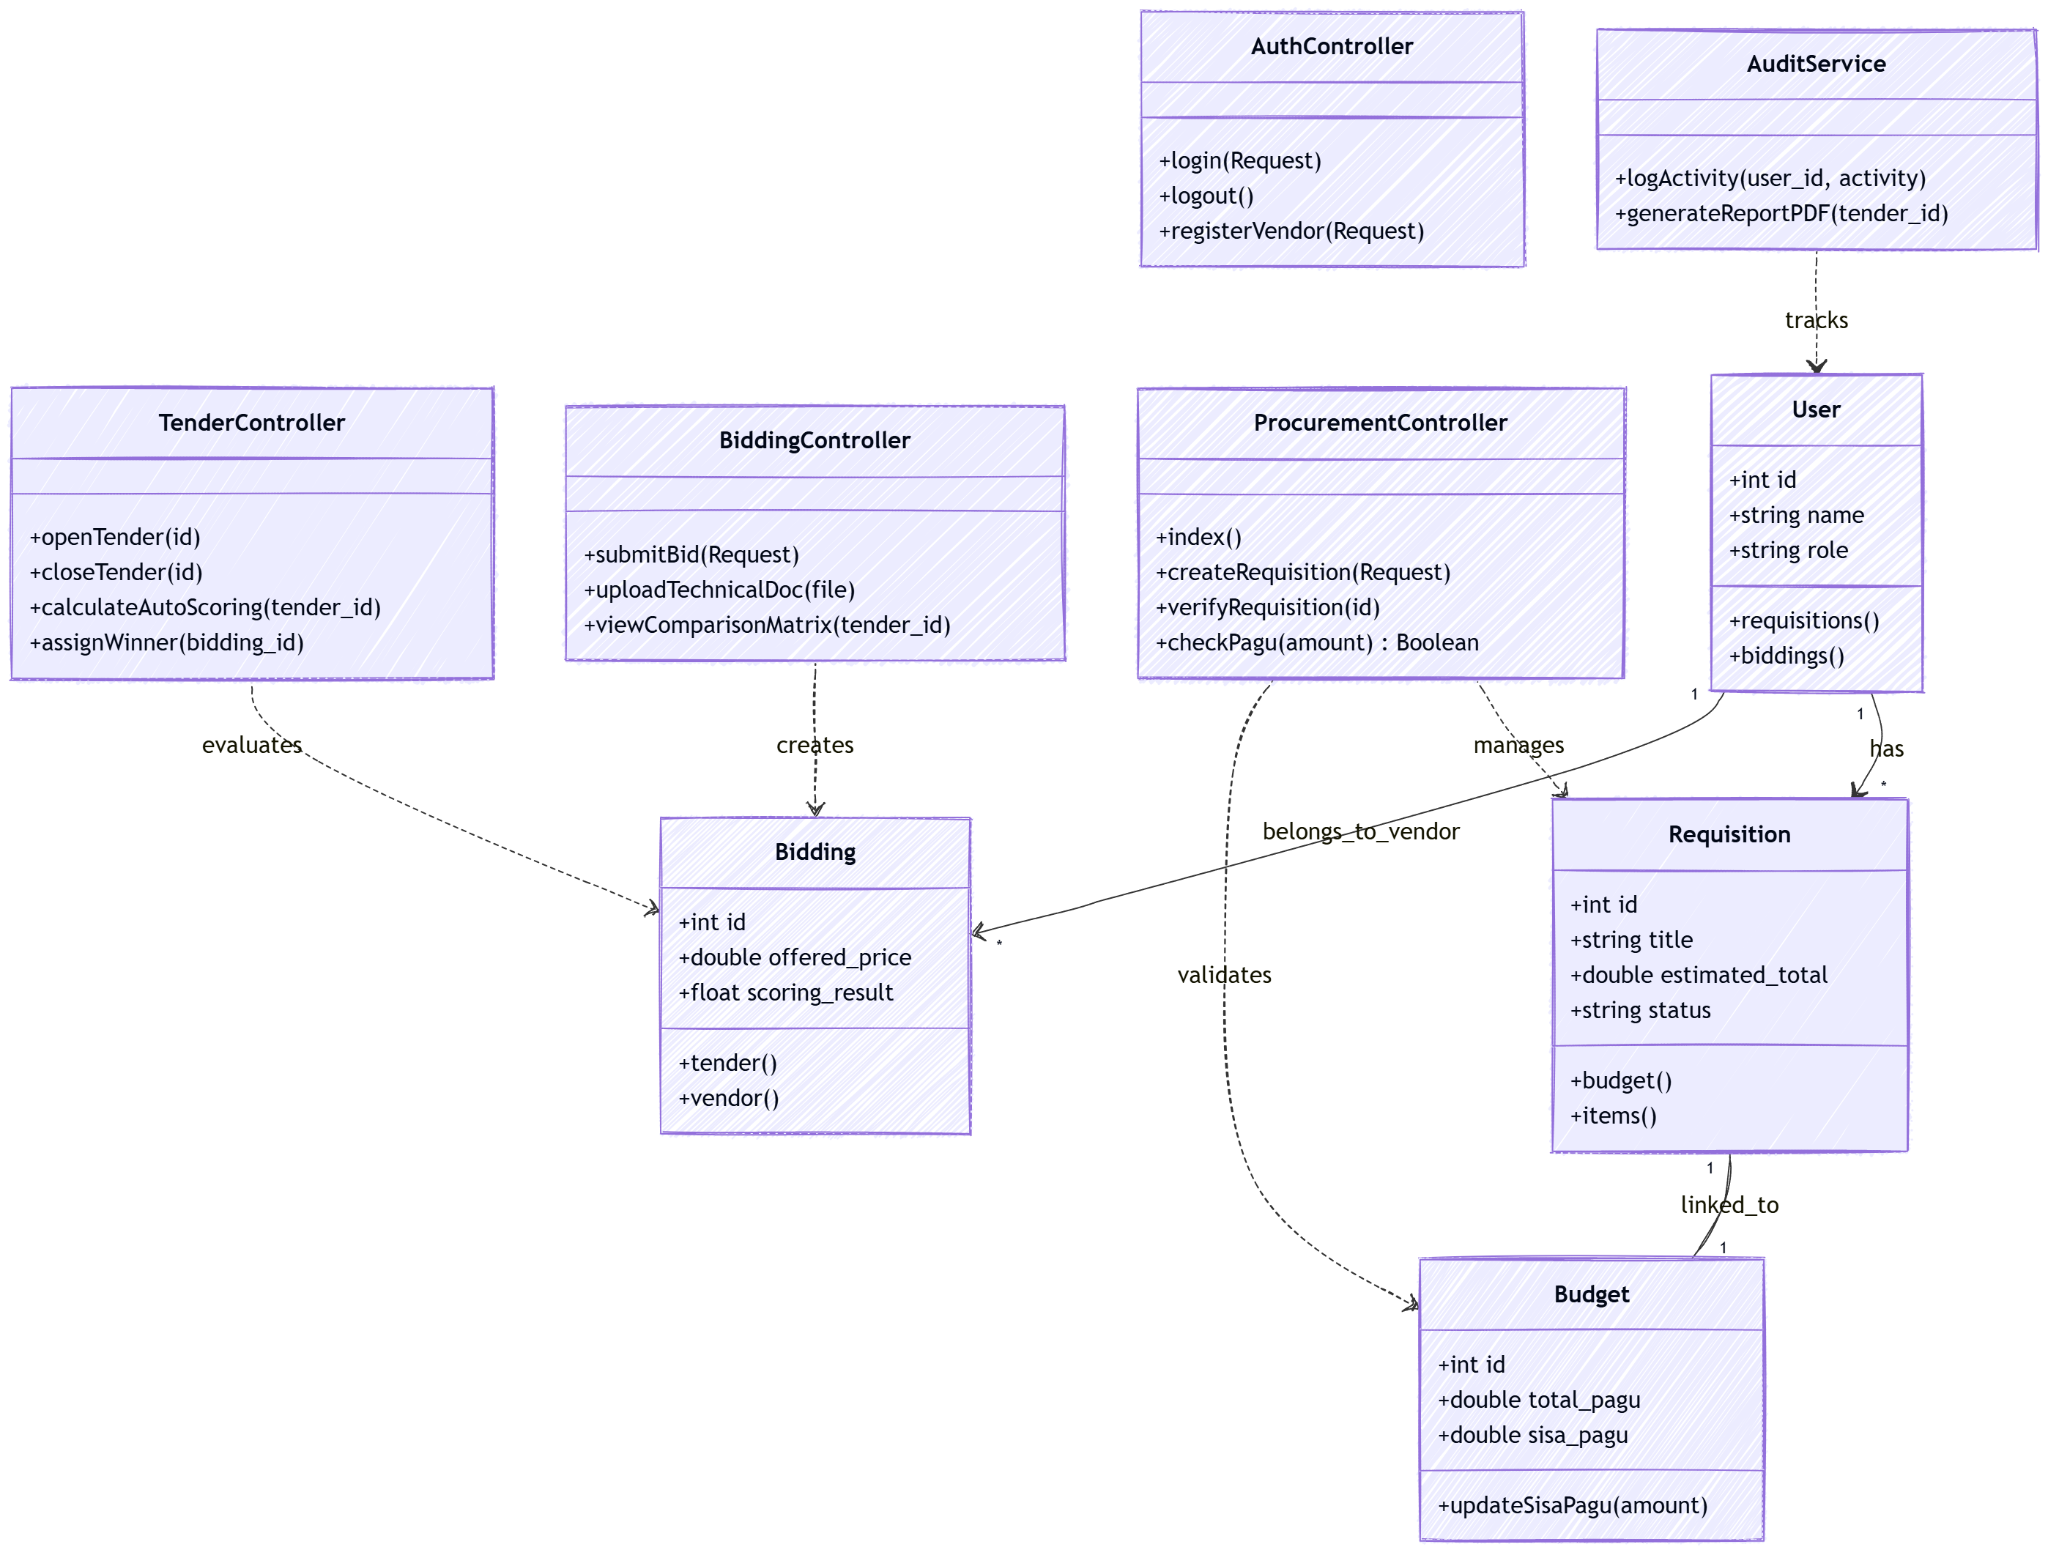 AuthController
+login(Request)
+logout()
+registerVendor(Request)
AuditService
+logActivity(user_id, activity)
+generateReportPDF(tender_id)
tracks
TenderController
+openTender(id)
+closeTender(id)
+calculateAutoScoring(tender_id)
+assignWinner(bidding_id)
BiddingController
+submitBid(Request)
+uploadTechnicalDoc(file)
+viewComparisonMatrix(tender_id)
ProcurementController
+index()
+createRequisition(Request)
+verifyRequisition(id)
+checkPagu(amount) : Boolean
User
+int id
+string name
+string role
+requisitions()
+biddings()
1
1
evaluates
creates
manages
has
*
belongs_to_vendor
*
validates
Bidding
+int id
+double offered_price
+float scoring_result
+tender()
+vendor()
Requisition
+int id
+string title
+double estimated_total
+string status
+budget()
+items()
1
linked_to
1
Budget
+int id
+double total_pagu
+double sisa_pagu
+updateSisaPagu(amount)